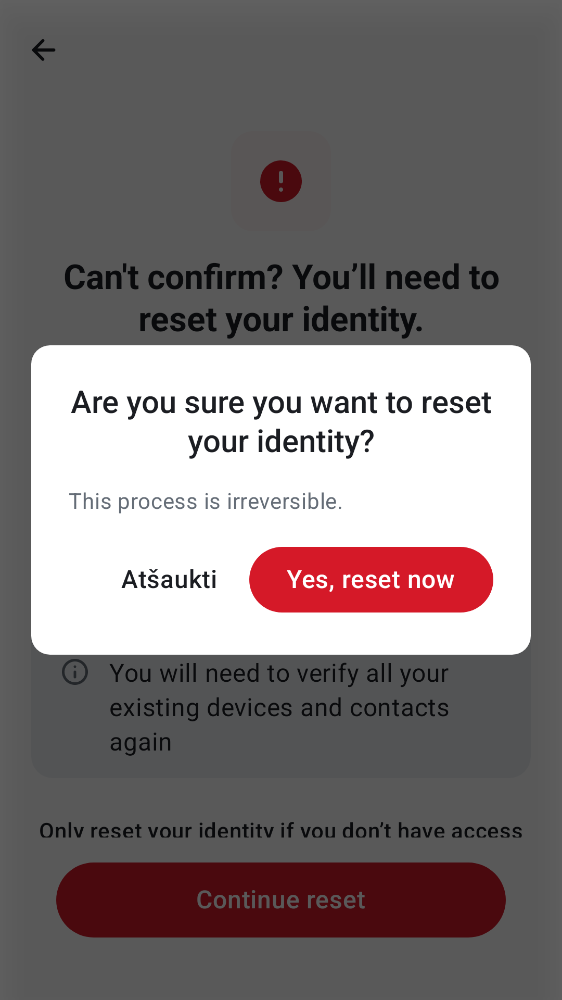 Can't confirm? You’ll need to
reset your identity.
Are you sure you want to reset
your identity?
This process is irreversible.
Atšaukti
Yes, reset now
You will need to verify all your
existing devices and contacts
again
Only reset your identity if you don’t have access
Continue reset